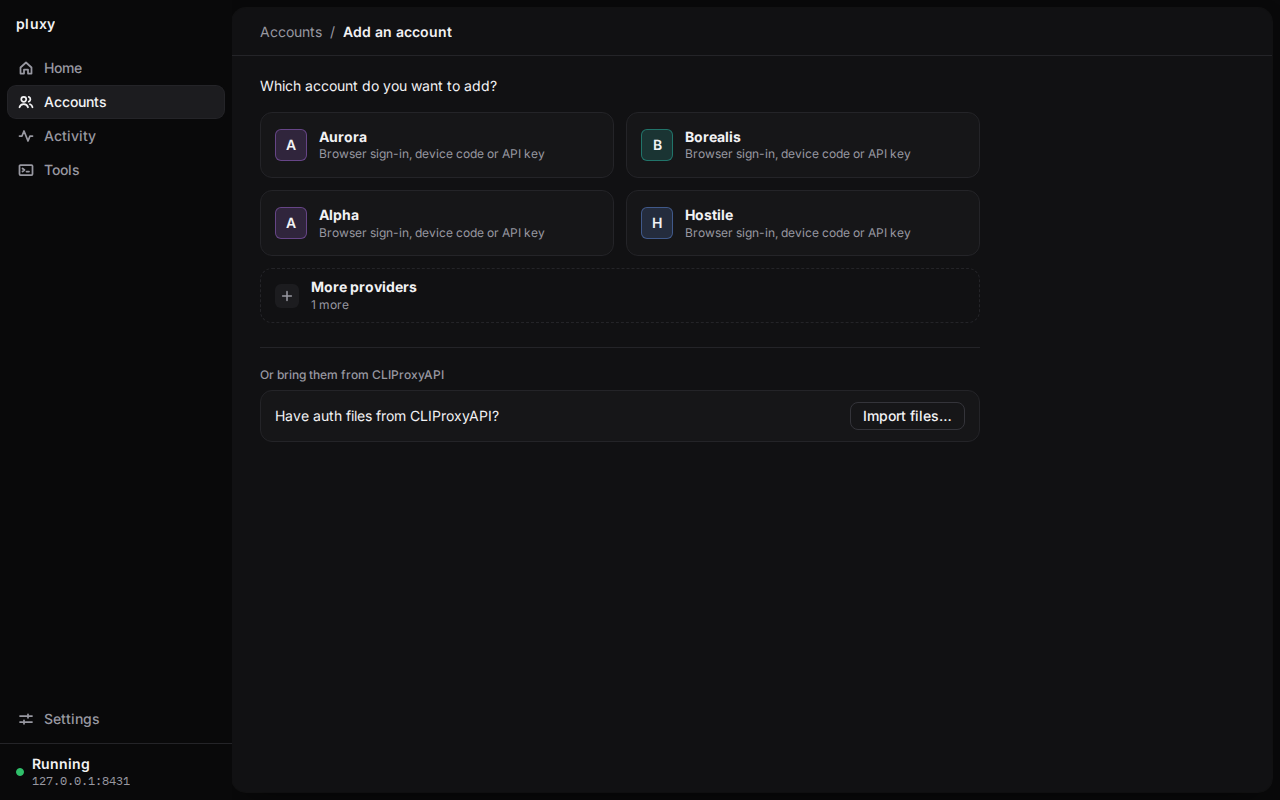 pluxy
Home
Accounts
Activity
Tools
Settings
Running
127.0.0.1:8431
Accounts / Add an account
Which account do you want to add?
A
Aurora
Browser sign-in, device code or API key
B
Borealis
Browser sign-in, device code or API key
A
Alpha
Browser sign-in, device code or API key
H
Hostile
Browser sign-in, device code or API key
More providers
1 more
Or bring them from CLIProxyAPI
Have auth files from CLIProxyAPI?
Import files...